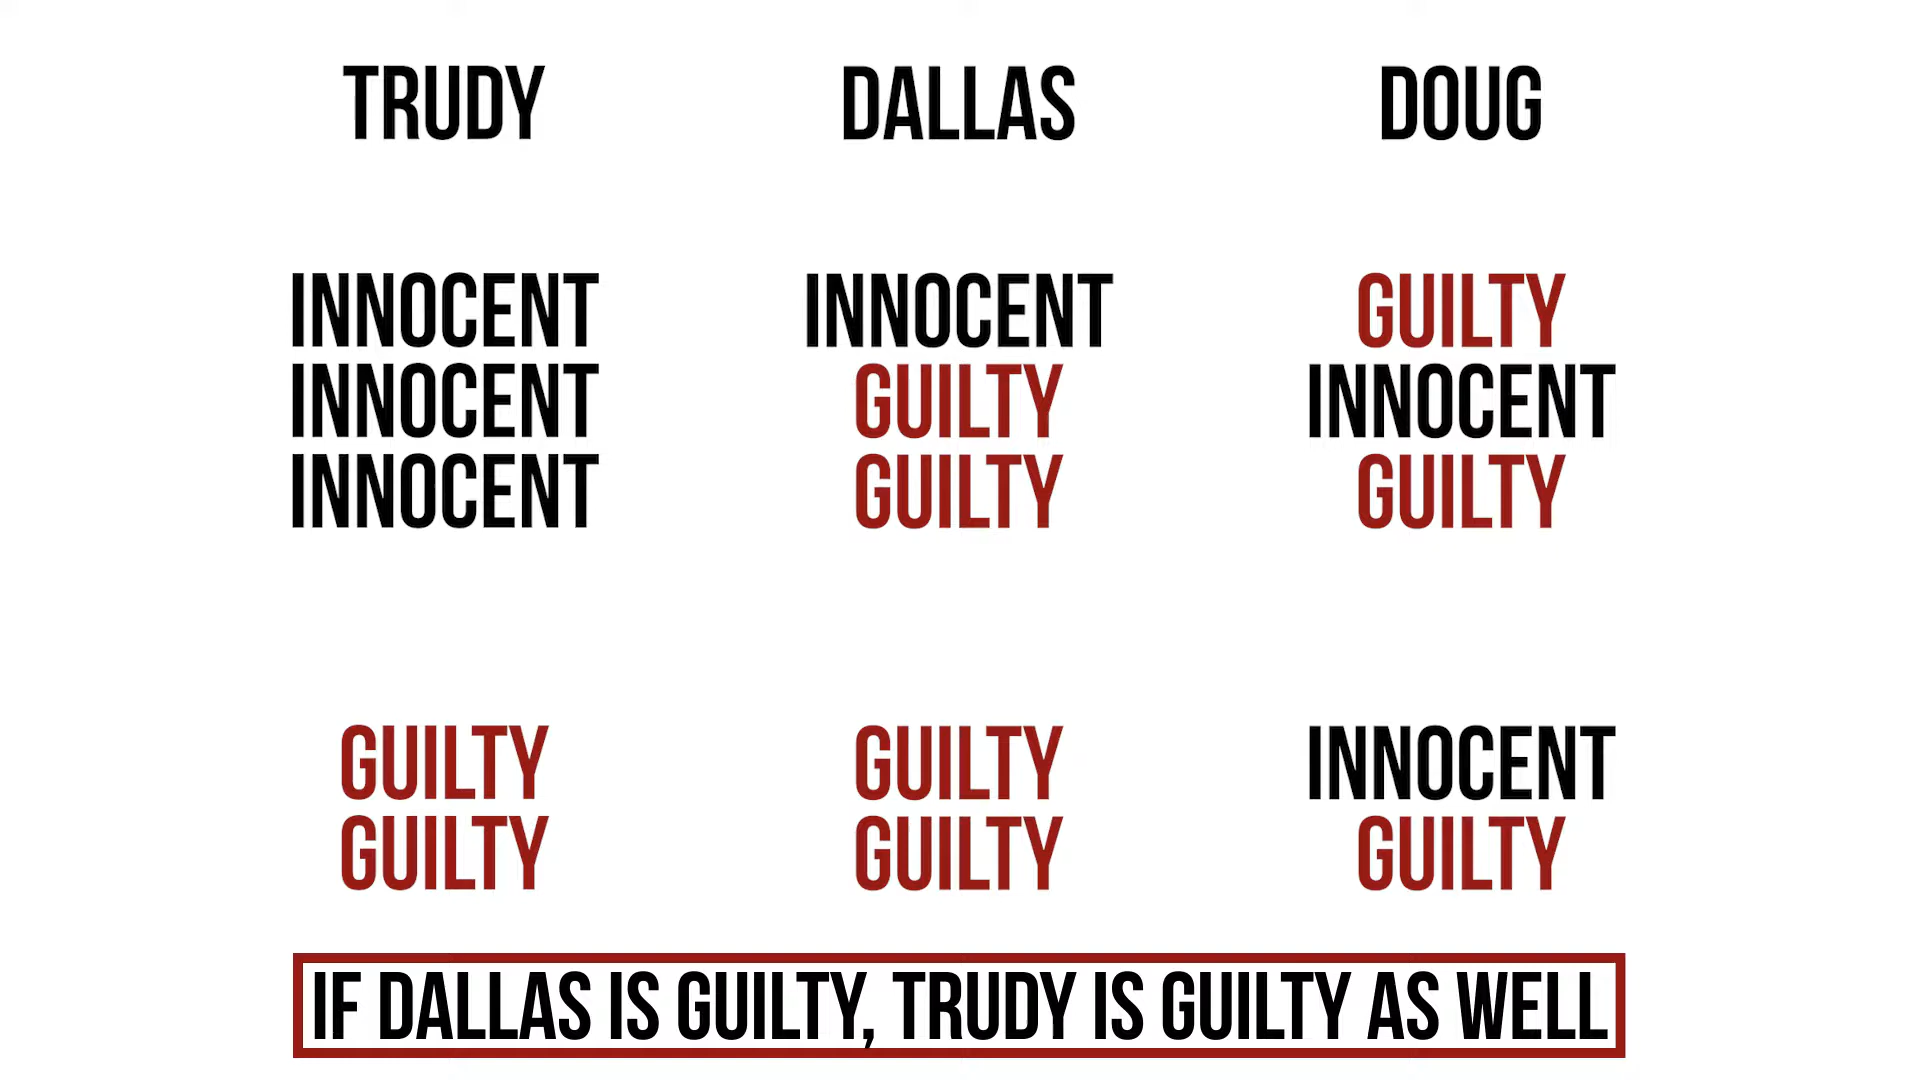 TRUDY DALLAS DOUG
INNOCENT INNOCENT GUILTY
INNOCENT GUILTY INNOCENT
INNOCENT GUILTY GUILTY
GUILTY GUILTY INNOCENT
GUILTY GUILTY GUILTY
IF DALLAS IS GUILTY, TRUDY IS GUILTY AS WELL